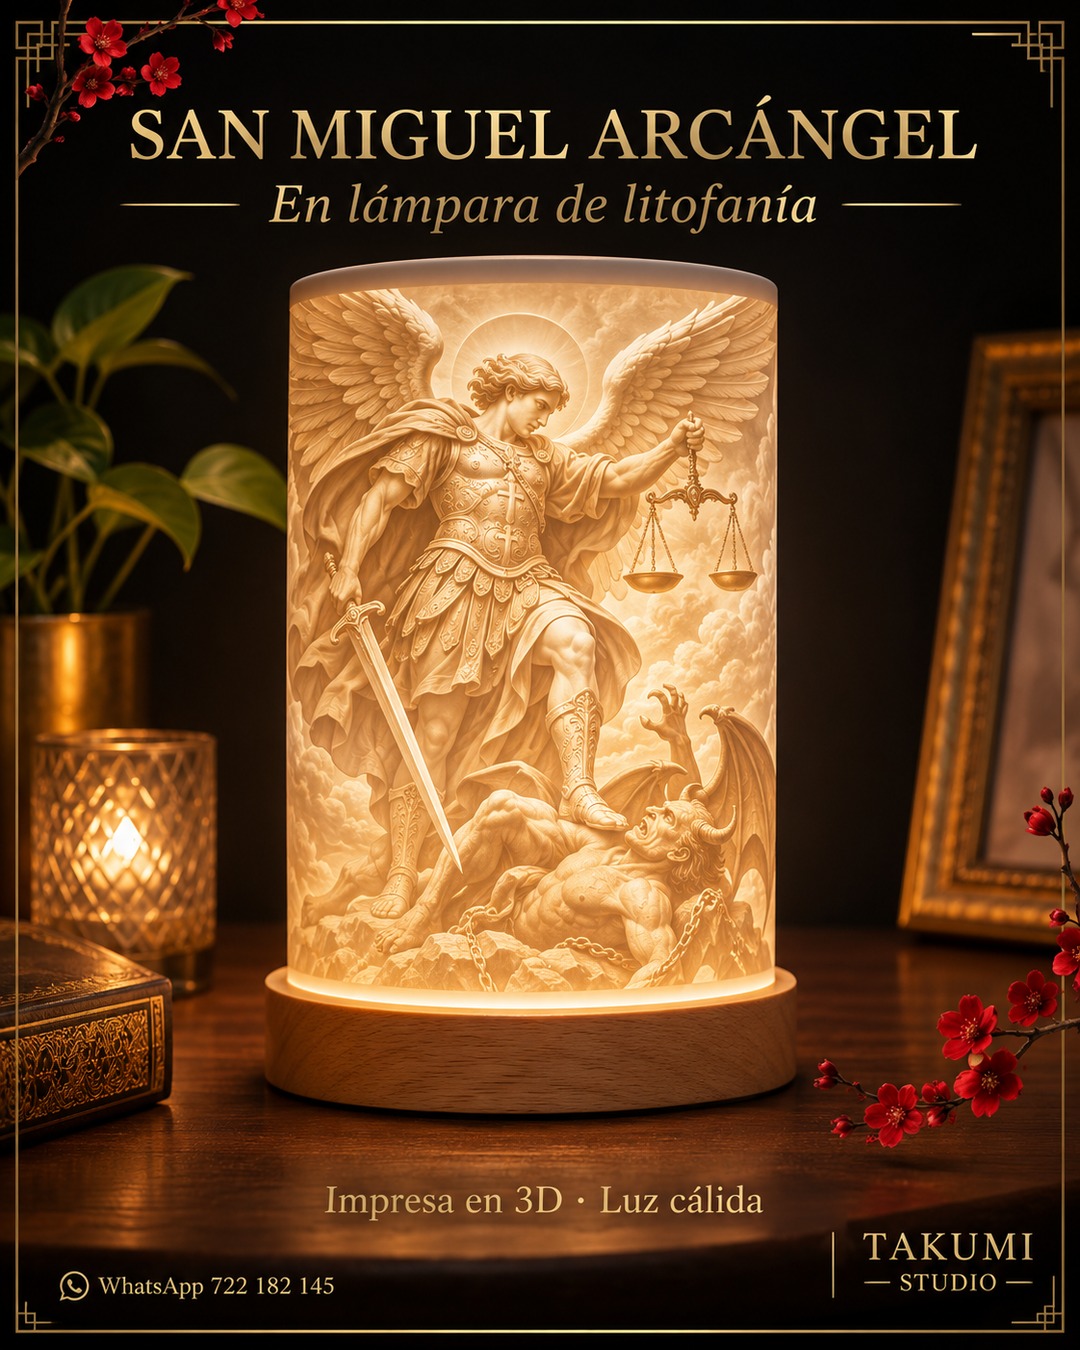 SAN MIGUEL ARCÁNGEL
En lámpara de litofanía
Impresa en 3D · Luz cálida
WhatsApp 722 182 145
TAKUMI
STUDIO